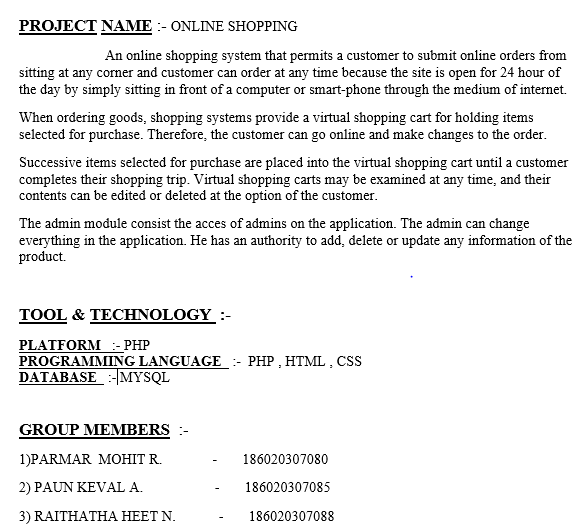 PROJECT NAME :- ONLINE SHOPPING
An online shopping system that permits a customer to submit online orders from
sitting at any corner and customer can order at any time because the site is open for 24 hour of
the day by simply sitting in front of a computer or smart-phone through the medium of internet.
When ordering goods, shopping systems provide a virtual shopping cart for holding items
selected for purchase. Therefore, the customer can go online and make changes to the order.
Successive items selected for purchase are placed into the virtual shopping cart until a customer
completes their shopping trip. Virtual shopping carts may be examined at any time, and their
contents can be edited or deleted at the option of the customer.
The admin module consist the acces of admins on the application. The admin can change
everything in the application. He has an authority to add, delete or update any information of the
product.
TOOL & TECHNOLOGY :-
PLATFORM :- PHP
PROGRAMMING LANGUAGE :- PHP , HTML , CSS
DATABASE :- MYSQL
GROUP MEMBERS :-
1)PARMAR MOHIT R. - 186020307080
2) PAUN KEVAL A. - 186020307085
3) RAITHATHA HEET N. - 186020307088